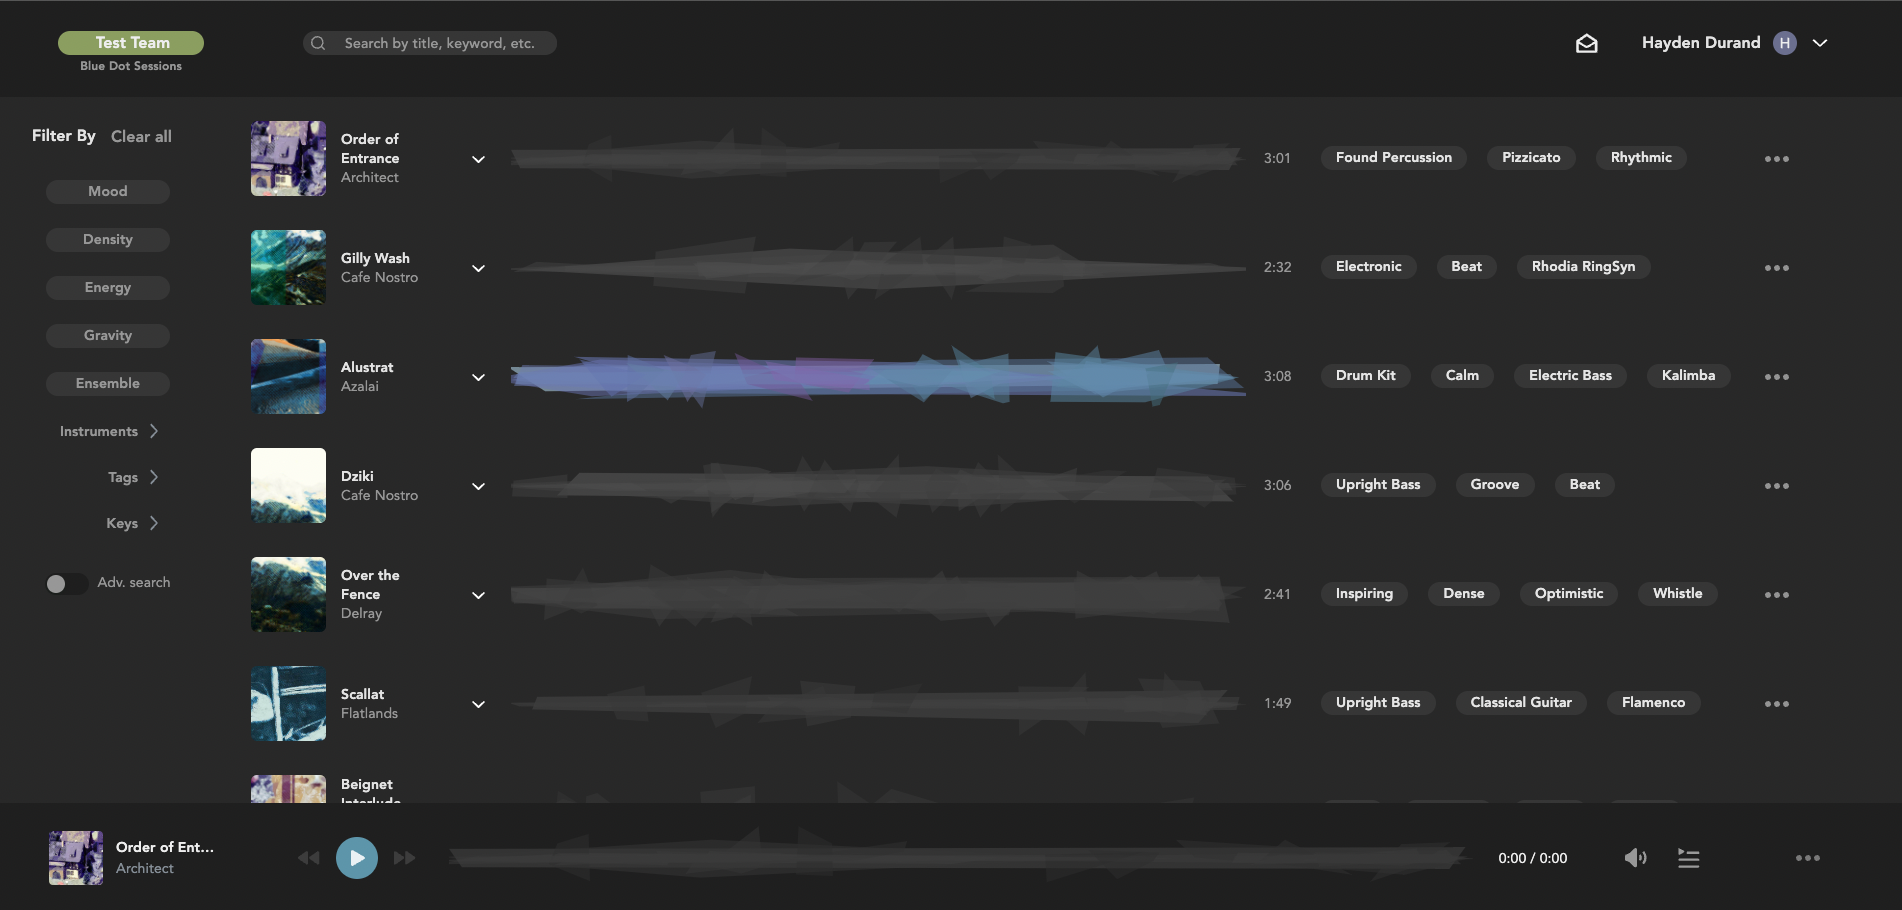 Test Team
Blue Dot Sessions
Search by title, keyword, etc.
Hayden Durand
H
Filter By Clear all
Mood
Density
Energy
Gravity
Ensemble
Instruments
Tags
Keys
Adv. search
Order of
Entrance
Architect
3:01
Found Percussion Pizzicato Rhythmic
Gilly Wash
Cafe Nostro
2:32
Electronic Beat Rhodia RingSyn
Alustrat
Azalai
3:08
Drum Kit Calm Electric Bass Kalimba
Dziki
Cafe Nostro
3:06
Upright Bass Groove Beat
Over the
Fence
Delray
2:41
Inspiring Dense Optimistic Whistle
Scallat
Flatlands
1:49
Upright Bass Classical Guitar Flamenco
Beignet
Interlude
Order of Ent...
Architect
0:00 / 0:00